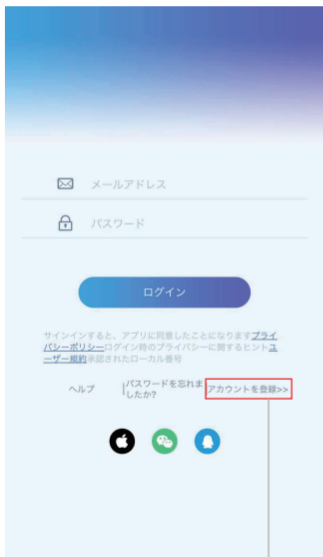 メールアドレス
パスワード
ログイン
サインインすると、アプリに同意したことになりますプライ
バシーポリシーログイン時のプライバシーに関するヒントユ
ーザー規約承認されたローカル番号
ヘルプ
パスワードを忘れま
したか?
アカウントを登録>>